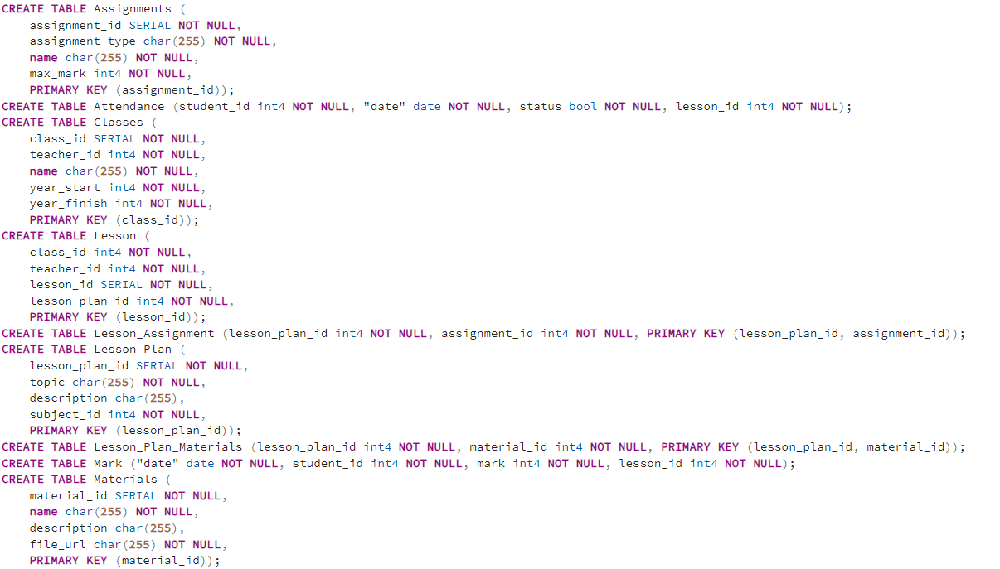 CREATE TABLE Assignments (
    assignment_id SERIAL NOT NULL,
    assignment_type char(255) NOT NULL,
    name char(255) NOT NULL,
    max_mark int4 NOT NULL,
    PRIMARY KEY (assignment_id));
CREATE TABLE Attendance (student_id int4 NOT NULL, "date" date NOT NULL, status bool NOT NULL, lesson_id int4 NOT NULL);
CREATE TABLE Classes (
    class_id SERIAL NOT NULL,
    teacher_id int4 NOT NULL,
    name char(255) NOT NULL,
    year_start int4 NOT NULL,
    year_finish int4 NOT NULL,
    PRIMARY KEY (class_id));
CREATE TABLE Lesson (
    class_id int4 NOT NULL,
    teacher_id int4 NOT NULL,
    lesson_id SERIAL NOT NULL,
    lesson_plan_id int4 NOT NULL,
    PRIMARY KEY (lesson_id));
CREATE TABLE Lesson_Assignment (lesson_plan_id int4 NOT NULL, assignment_id int4 NOT NULL, PRIMARY KEY (lesson_plan_id, assignment_id));
CREATE TABLE Lesson_Plan (
    lesson_plan_id SERIAL NOT NULL,
    topic char(255) NOT NULL,
    description char(255),
    subject_id int4 NOT NULL,
    PRIMARY KEY (lesson_plan_id));
CREATE TABLE Lesson_Plan_Materials (lesson_plan_id int4 NOT NULL, material_id int4 NOT NULL, PRIMARY KEY (lesson_plan_id, material_id));
CREATE TABLE Mark ("date" date NOT NULL, student_id int4 NOT NULL, mark int4 NOT NULL, lesson_id int4 NOT NULL);
CREATE TABLE Materials (
    material_id SERIAL NOT NULL,
    name char(255) NOT NULL,
    description char(255),
    file_url char(255) NOT NULL,
    PRIMARY KEY (material_id));